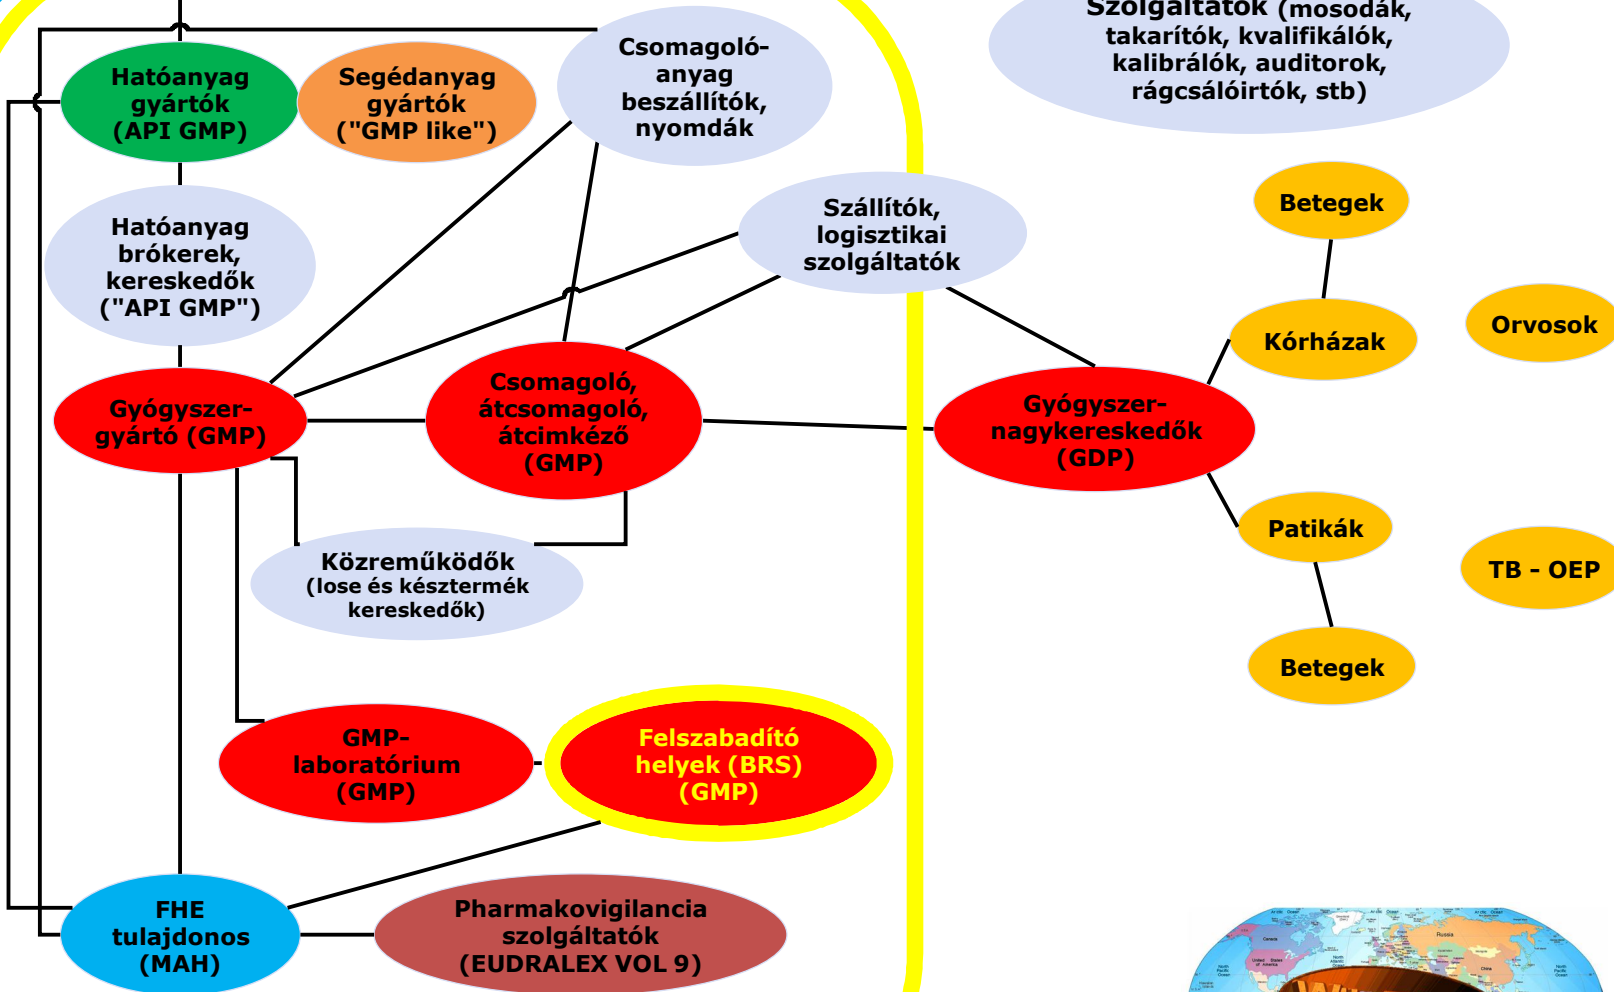 Szolgáltatók (mosodák,
takarítók, kvalifikálók,
kalibrálók, auditorok,
rágcsálóirtók, stb)
Hatóanyag
gyártók
(API GMP)
Segédanyag
gyártók
("GMP like")
Csomagoló-
anyag
beszállítók,
nyomdák
Hatóanyag
brókerek,
kereskedők
("API GMP")
Szállítók,
logisztikai
szolgáltatók
Betegek
Kórházak
Orvosok
Gyógyszer-
gyártó (GMP)
Csomagoló,
átcsomagoló,
átcimkéző
(GMP)
Gyógyszer-
nagykereskedők
(GDP)
Patikák
TB - OEP
Betegek
Közreműködők
(lose és késztermék
kereskedők)
GMP-
laboratórium
(GMP)
Felszabadító
helyek (BRS)
(GMP)
FHE
tulajdonos
(MAH)
Pharmakovigilancia
szolgáltatók
(EUDRALEX VOL 9)
Russia
Canada
China